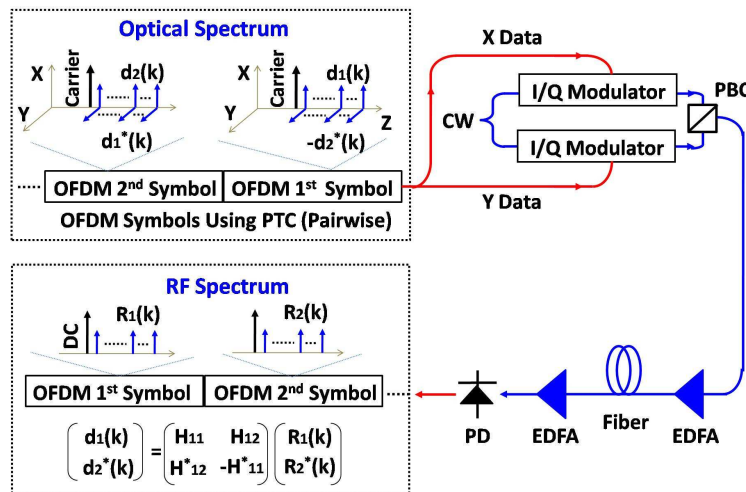 Optical Spectrum
X
Y
Carrier
d₂(k)
d₁*(k)
X
Y
Z
Carrier
d₁(k)
-d₂*(k)
OFDM 2nd Symbol
OFDM 1st Symbol
OFDM Symbols Using PTC (Pairwise)
X Data
I/Q Modulator
PBC
CW
I/Q Modulator
Y Data
RF Spectrum
DC
R₁(k)
R₂(k)
OFDM 1st Symbol
OFDM 2nd Symbol
PD
EDFA
Fiber
EDFA
d₁(k) = H₁₁ H₁₂ R₁(k)
d₂*(k) H*₁₂ -H*₁₁ R₂*(k)